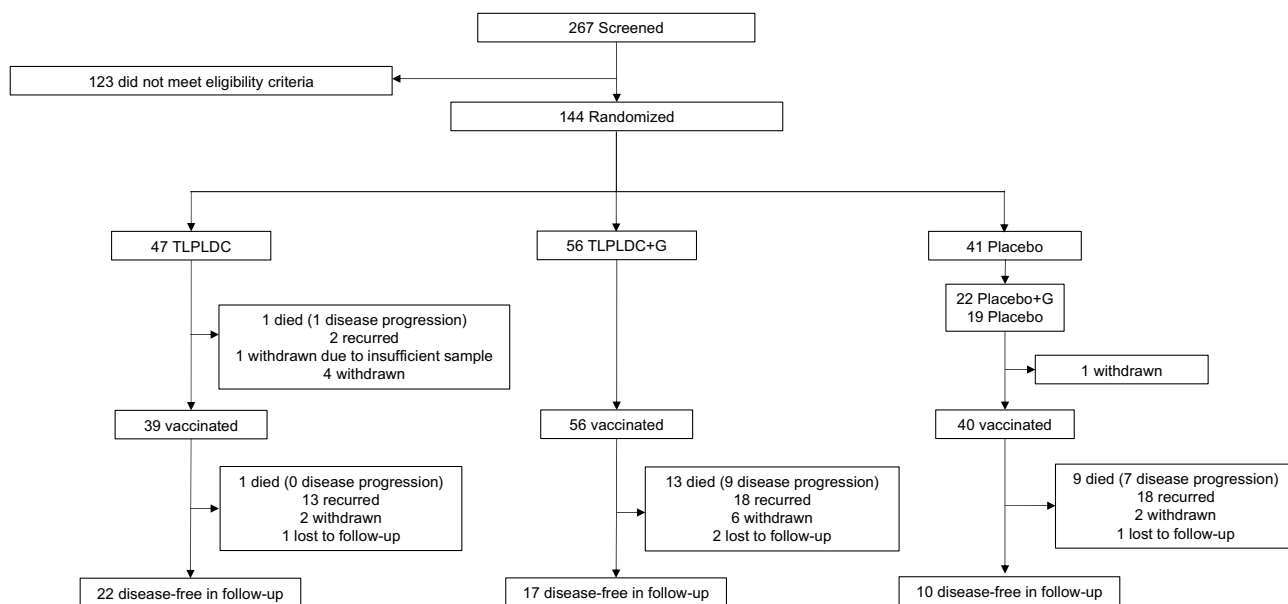 267 Screened
123 did not meet eligibility criteria
144 Randomized
47 TLPLDC
56 TLPLDC+G
41 Placebo
22 Placebo+G
19 Placebo
1 died (1 disease progression)
2 recurred
1 withdrawn due to insufficient sample
4 withdrawn
1 withdrawn
39 vaccinated
56 vaccinated
40 vaccinated
1 died (0 disease progression)
13 recurred
2 withdrawn
1 lost to follow-up
13 died (9 disease progression)
18 recurred
6 withdrawn
2 lost to follow-up
9 died (7 disease progression)
18 recurred
2 withdrawn
1 lost to follow-up
22 disease-free in follow-up
17 disease-free in follow-up
10 disease-free in follow-up